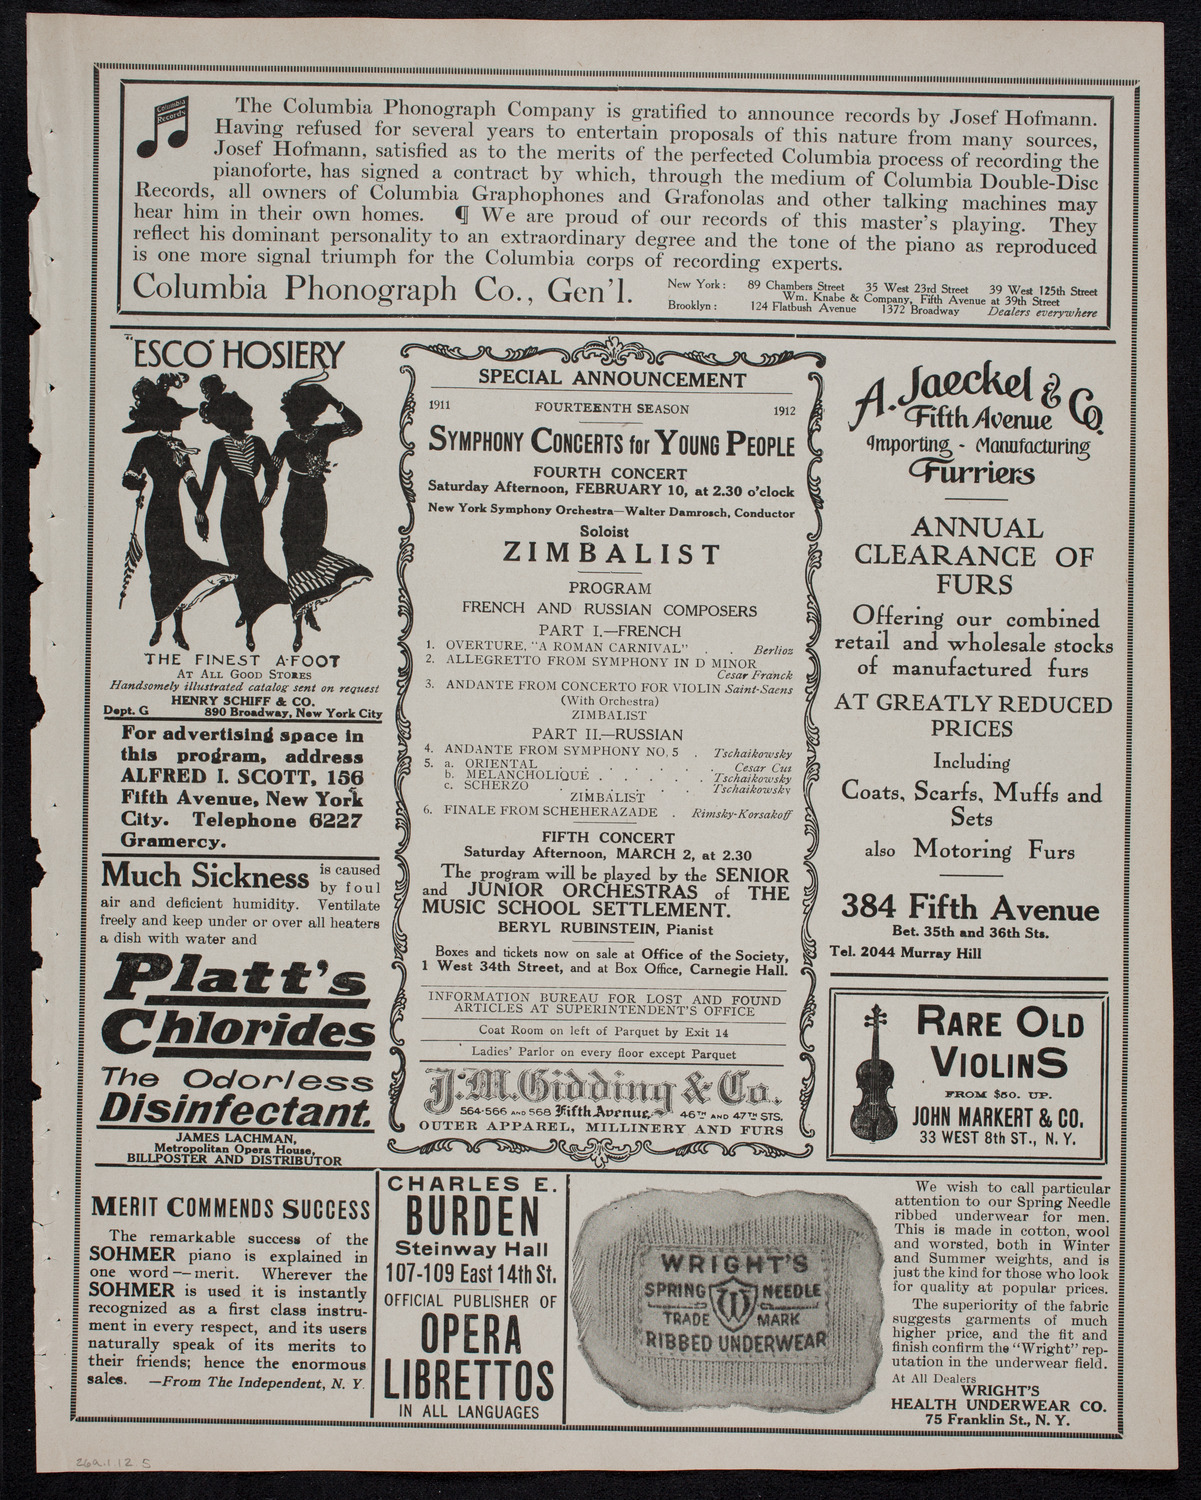 Columbia
Records
The Columbia Phonograph Company is gratified to announce records by Josef Hofmann.
Having refused for several years to entertain proposals of this nature from many sources,
Josef Hofmann, satisfied as to the merits of the perfected Columbia process of recording the
pianoforte, has signed a contract by which, through the medium of Columbia Double-Disc
Records, all owners of Columbia Graphophones and Grafonolas and other talking machines may
hear him in their own homes. ¶ We are proud of our records of this master's playing. They
reflect his dominant personality to an extraordinary degree and the tone of the piano as reproduced
is one more signal triumph for the Columbia corps of recording experts.
Columbia Phonograph Co., Gen'l.
New York: 89 Chambers Street 35 West 23rd Street 39 West 125th Street
Wm. Knabe & Company, Fifth Avenue at 39th Street
Brooklyn: 124 Flatbush Avenue 1372 Broadway Dealers everywhere
"ESCO" HOSIERY
THE FINEST A-FOOT
AT ALL GOOD STORES
Handsomely illustrated catalog sent on request
HENRY SCHIFF & CO.
Dept. G 890 Broadway, New York City
For advertising space in
this program, address
ALFRED I. SCOTT, 156
Fifth Avenue, New York
City. Telephone 6227
Gramercy.
Much Sickness is caused
by foul
air and deficient humidity. Ventilate
freely and keep under or over all heaters
a dish with water and
Platt's
Chlorides
The Odorless
Disinfectant.
JAMES LACHMAN,
Metropolitan Opera House,
BILLPOSTER AND DISTRIBUTOR
SPECIAL ANNOUNCEMENT
1911 FOURTEENTH SEASON 1912
SYMPHONY CONCERTS for YOUNG PEOPLE
FOURTH CONCERT
Saturday Afternoon, FEBRUARY 10, at 2.30 o'clock
New York Symphony Orchestra—Walter Damrosch, Conductor
Soloist
ZIMBALIST
PROGRAM
FRENCH AND RUSSIAN COMPOSERS
PART I.—FRENCH
1. OVERTURE, "A ROMAN CARNIVAL" . . Berlioz
2. ALLEGRETTO FROM SYMPHONY IN D MINOR
Cesar Franck
3. ANDANTE FROM CONCERTO FOR VIOLIN Saint-Saens
(With Orchestra)
ZIMBALIST
PART II.—RUSSIAN
4. ANDANTE FROM SYMPHONY NO. 5 . Tschaikowsky
5. a. ORIENTAL . . . . . . Cesar Cui
b. MELANCHOLIQUE . . . . . Tschaikowsky
c. SCHERZO . . . . . . Tschaikowsky
ZIMBALIST
6. FINALE FROM SCHEHERAZADE . Rimsky-Korsakoff
FIFTH CONCERT
Saturday Afternoon, MARCH 2, at 2.30
The program will be played by the SENIOR
and JUNIOR ORCHESTRAS of THE
MUSIC SCHOOL SETTLEMENT.
BERYL RUBINSTEIN, Pianist
Boxes and tickets now on sale at Office of the Society,
1 West 34th Street, and at Box Office, Carnegie Hall.
INFORMATION BUREAU FOR LOST AND FOUND
ARTICLES AT SUPERINTENDENT'S OFFICE
Coat Room on left of Parquet by Exit 14
Ladies' Parlor on every floor except Parquet
J.M. Gidding & Co.
564-566 AND 568 Fifth Avenue, 46TH AND 47TH STS.
OUTER APPAREL, MILLINERY AND FURS
A. Jaeckel & Co.
Fifth Avenue
Importing - Manufacturing
Furriers
ANNUAL
CLEARANCE OF
FURS
Offering our combined
retail and wholesale stocks
of manufactured furs
AT GREATLY REDUCED
PRICES
Including
Coats, Scarfs, Muffs and
Sets
also Motoring Furs
384 Fifth Avenue
Bet. 35th and 36th Sts.
Tel. 2044 Murray Hill
RARE OLD
VIOLINS
FROM $50. UP.
JOHN MARKERT & CO.
33 WEST 8th ST., N. Y.
MERIT COMMENDS SUCCESS
The remarkable success of the
SOHMER piano is explained in
one word — merit. Wherever the
SOHMER is used it is instantly
recognized as a first class instru-
ment in every respect, and its users
naturally speak of its merits to
their friends; hence the enormous
sales. —From The Independent, N. Y.
CHARLES E.
BURDEN
Steinway Hall
107-109 East 14th St.
OFFICIAL PUBLISHER OF
OPERA
LIBRETTOS
IN ALL LANGUAGES
WRIGHT'S
SPRING NEEDLE
W
TRADE MARK
RIBBED UNDERWEAR
We wish to call particular
attention to our Spring Needle
ribbed underwear for men.
This is made in cotton, wool
and worsted, both in Winter
and Summer weights, and is
just the kind for those who look
for quality at popular prices.
The superiority of the fabric
suggests garments of much
higher price, and the fit and
finish confirm the "Wright" rep-
utation in the underwear field.
At All Dealers
WRIGHT'S
HEALTH UNDERWEAR CO.
75 Franklin St., N. Y.
26a.1.12 5